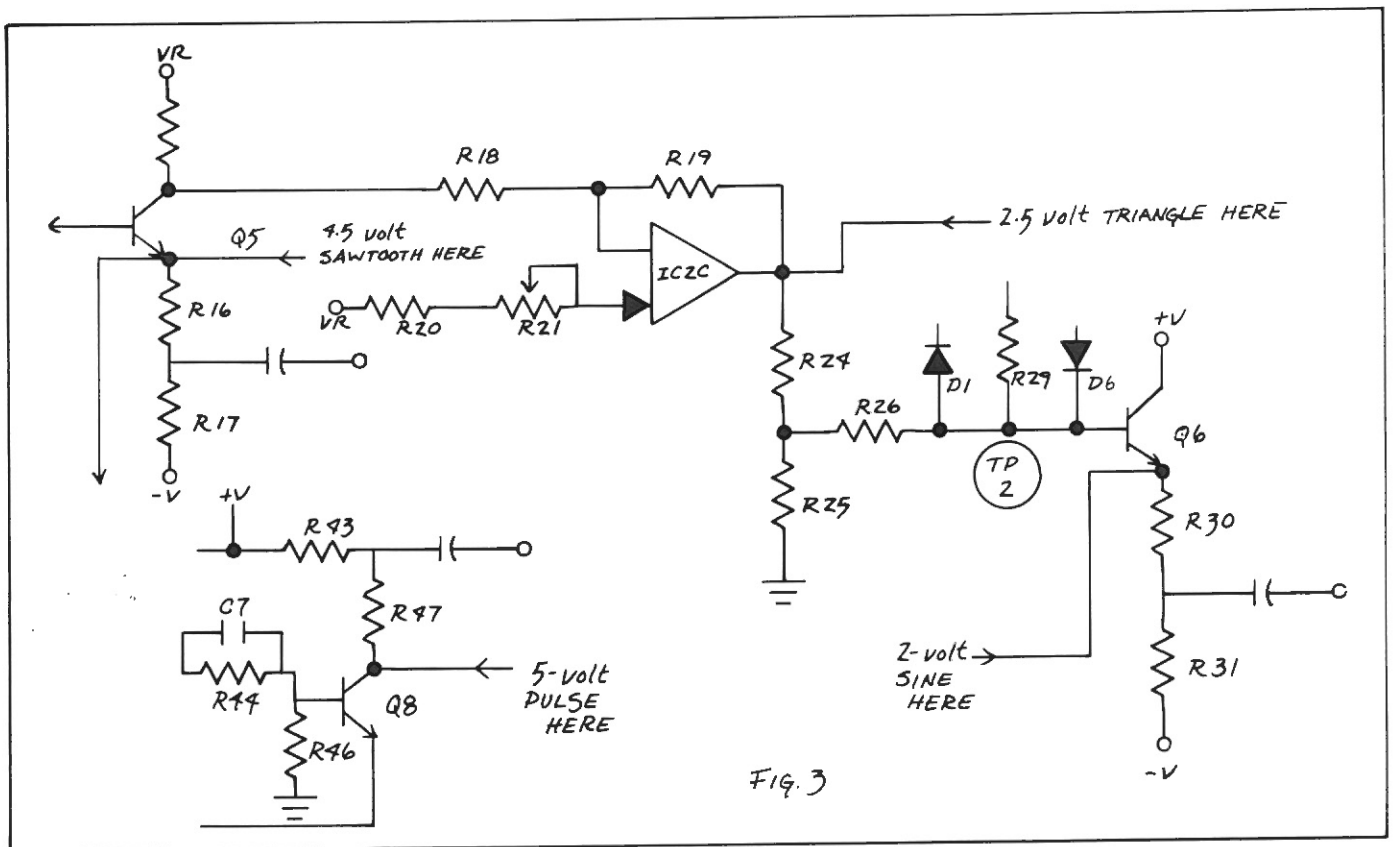 VR
R18
R19
2.5 volt TRIANGLE HERE
Q5
4.5 volt
SAWTOOTH HERE
IC2C
R16
VR
R20
R21
+V
R24
D1
R29
D6
R26
Q6
R17
TP
2
-V
+V
R43
R25
R30
C7
R47
R44
Q8
5-volt
PULSE
HERE
2-volt
SINE
HERE
R31
R46
-V
FIG. 3